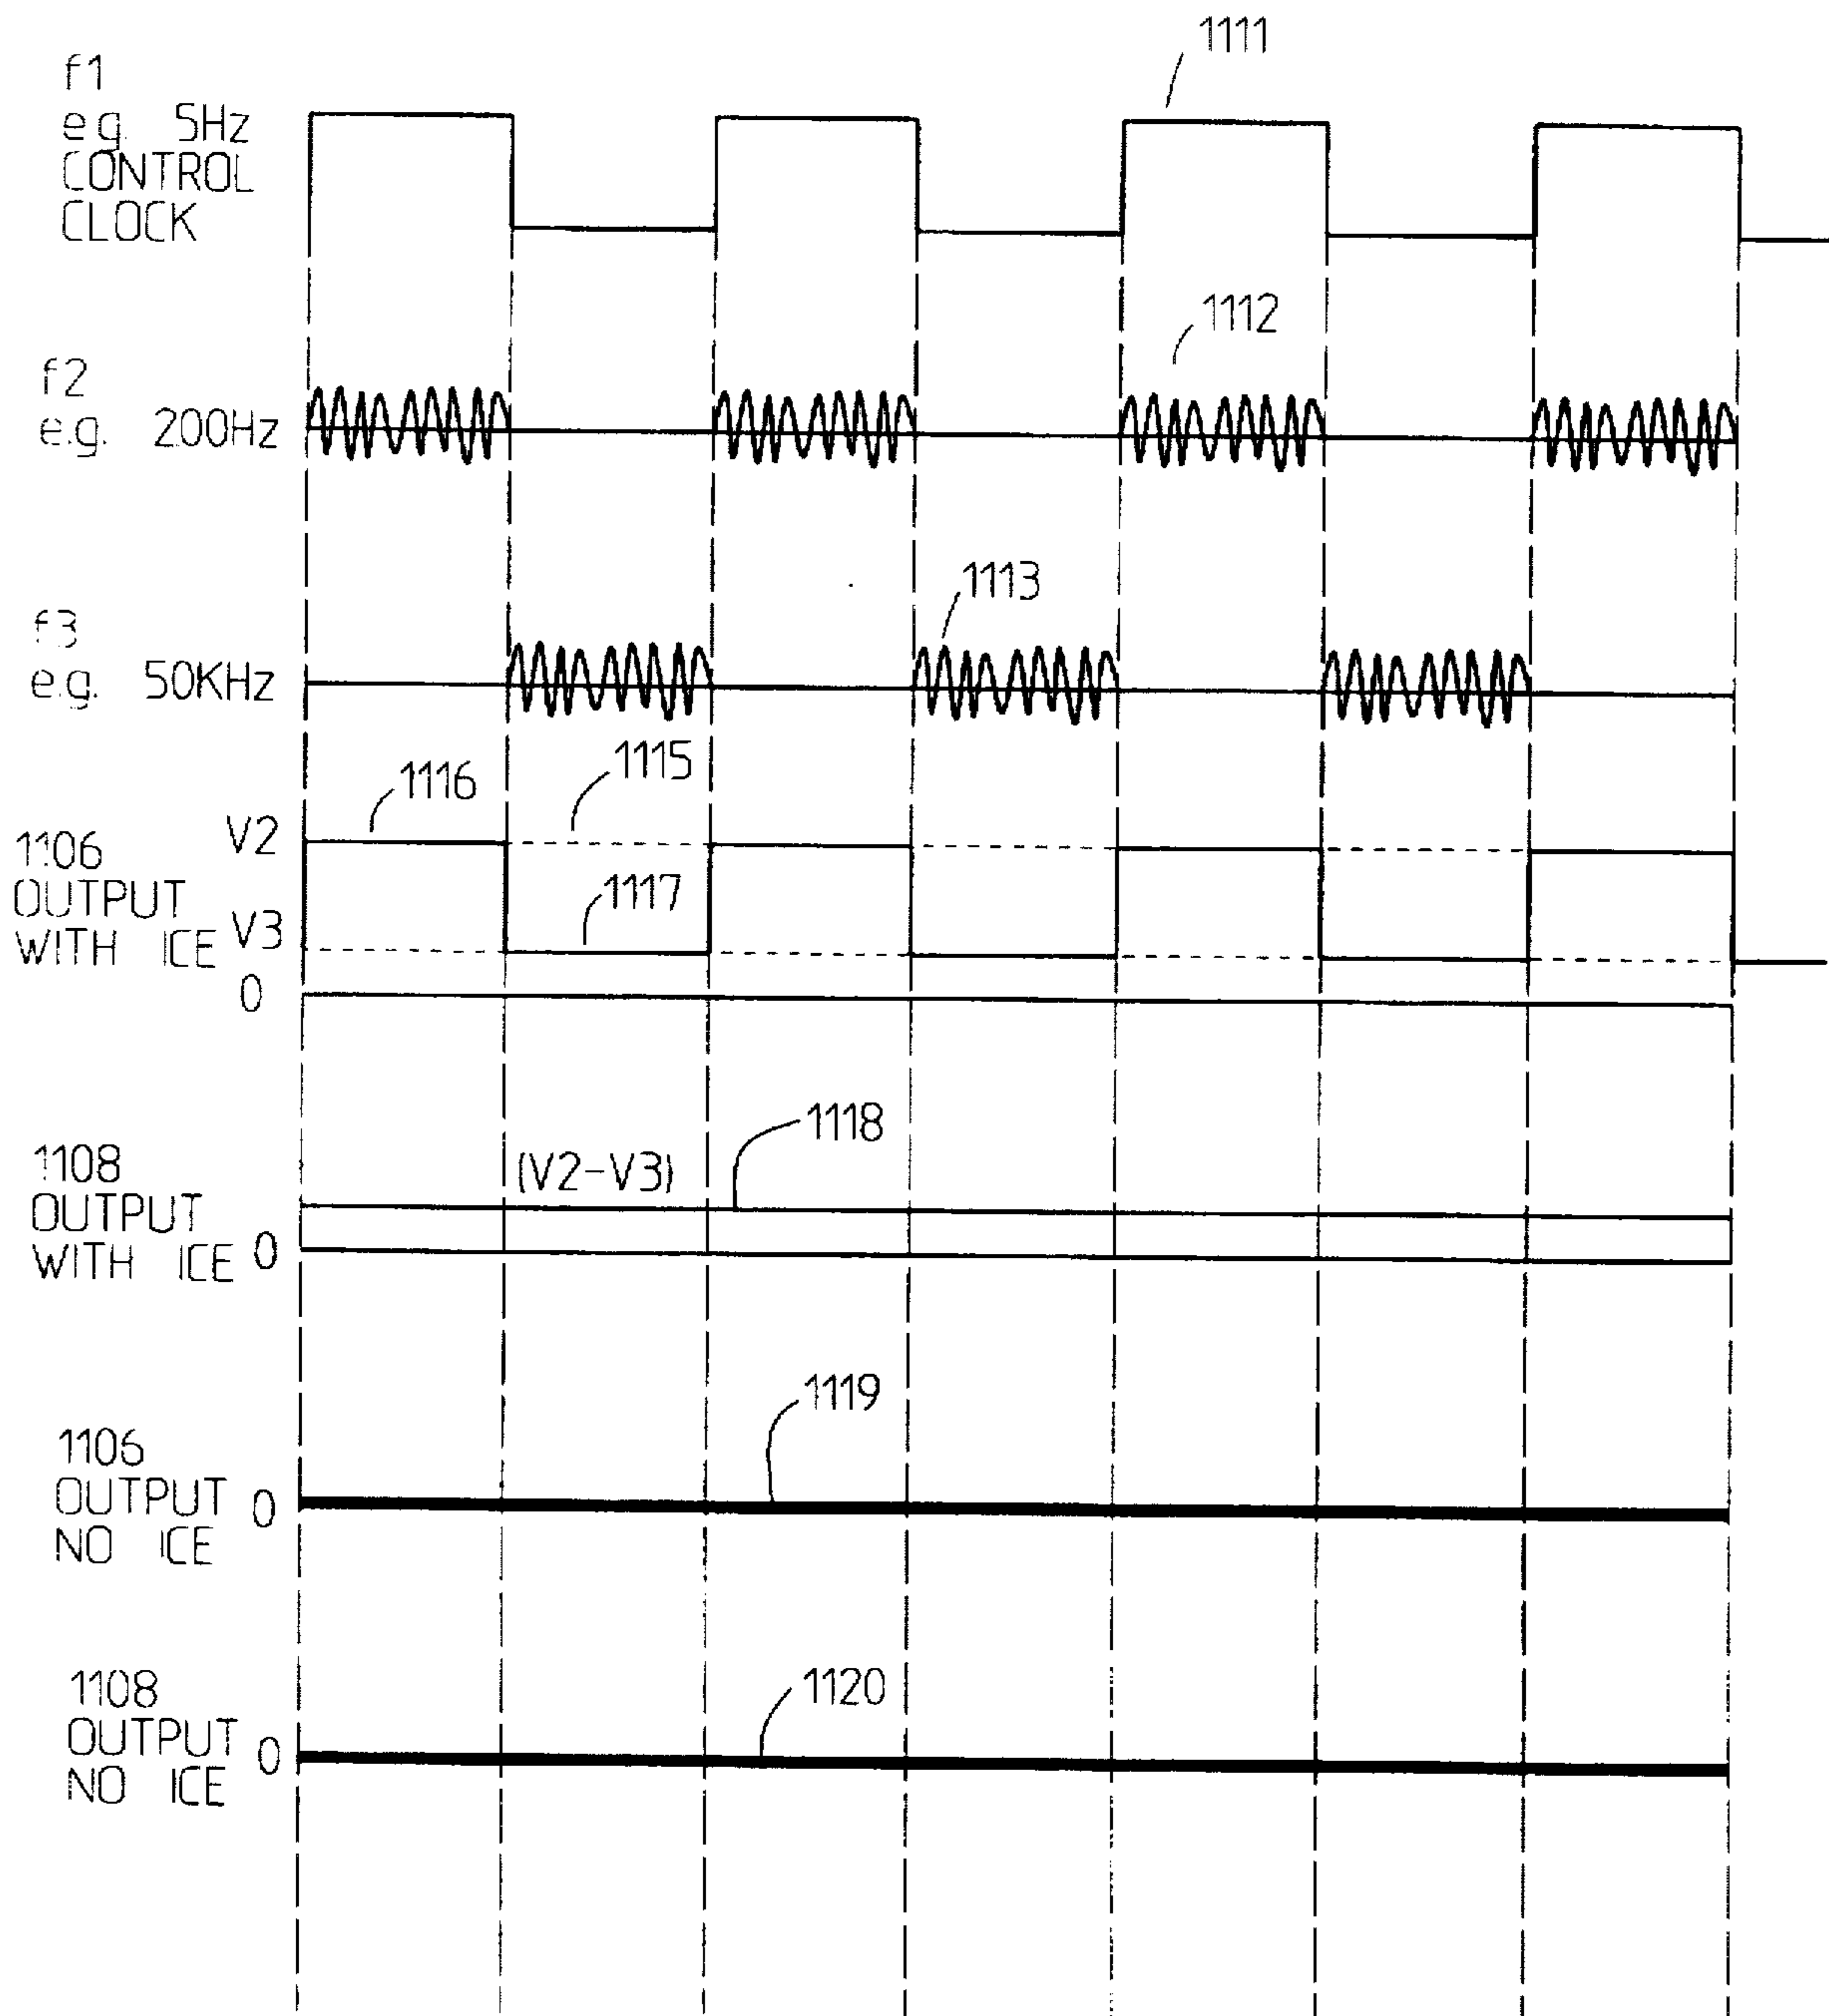 1111
f1
e.g. 5Hz
CONTROL
CLOCK
1112
f2
e.g. 200Hz
1113
f3
e.g. 50KHz
1115
1116
V2
1106
OUTPUT
WITH ICE
1117
V3
0
1118
(V2-V3)
1108
OUTPUT
WITH ICE 0
1119
1106
OUTPUT 0
NO ICE
1120
1108
OUTPUT 0
NO ICE